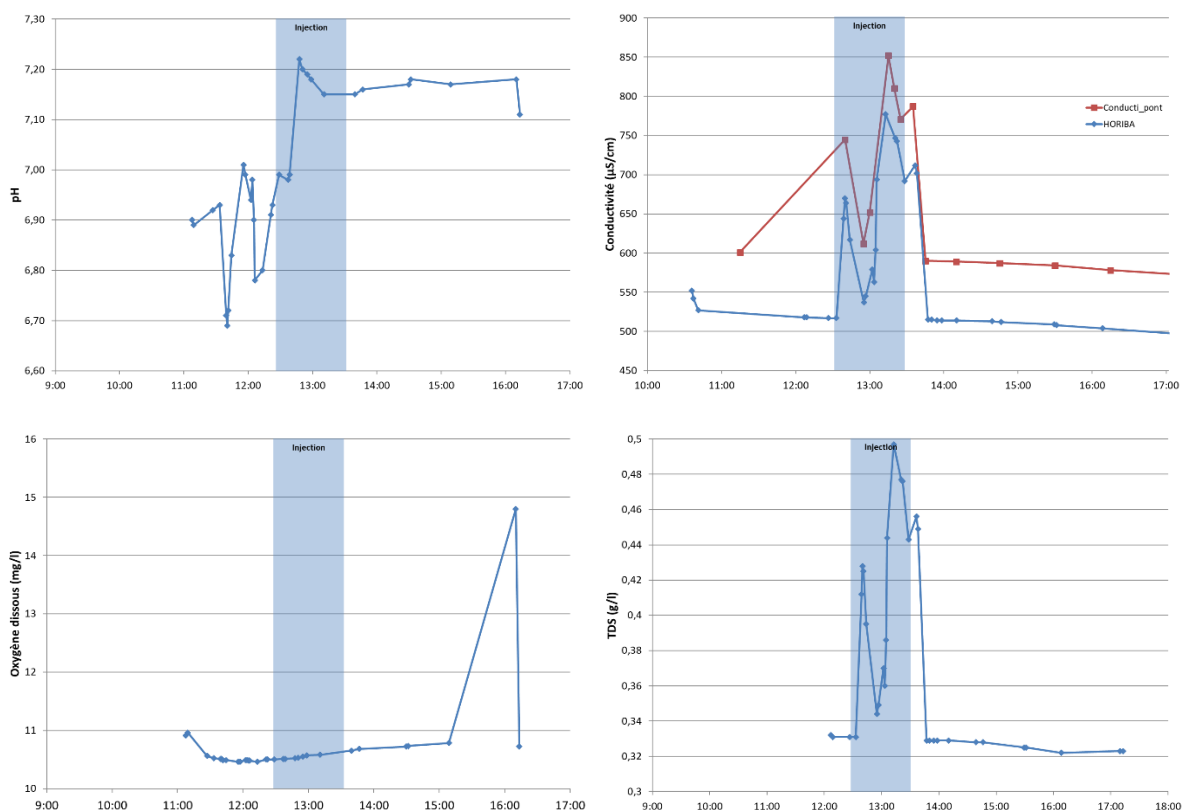 7,30
Injection
7,20
7,10
7,00
pH
6,90
6,80
6,70
6,60
9:00 10:00 11:00 12:00 13:00 14:00 15:00 16:00 17:00
900
Injection
850
800
Conducti_pont
HORIBA
750
700
Conductivité (µS/cm)
650
600
550
500
450
10:00 11:00 12:00 13:00 14:00 15:00 16:00 17:00
16
Injection
15
14
13
Oxygène dissous (mg/l)
12
11
10
9:00 10:00 11:00 12:00 13:00 14:00 15:00 16:00 17:00
0,5
Injection
0,48
0,46
0,44
0,42
TDS (g/l)
0,4
0,38
0,36
0,34
0,32
0,3
9:00 10:00 11:00 12:00 13:00 14:00 15:00 16:00 17:00 18:00